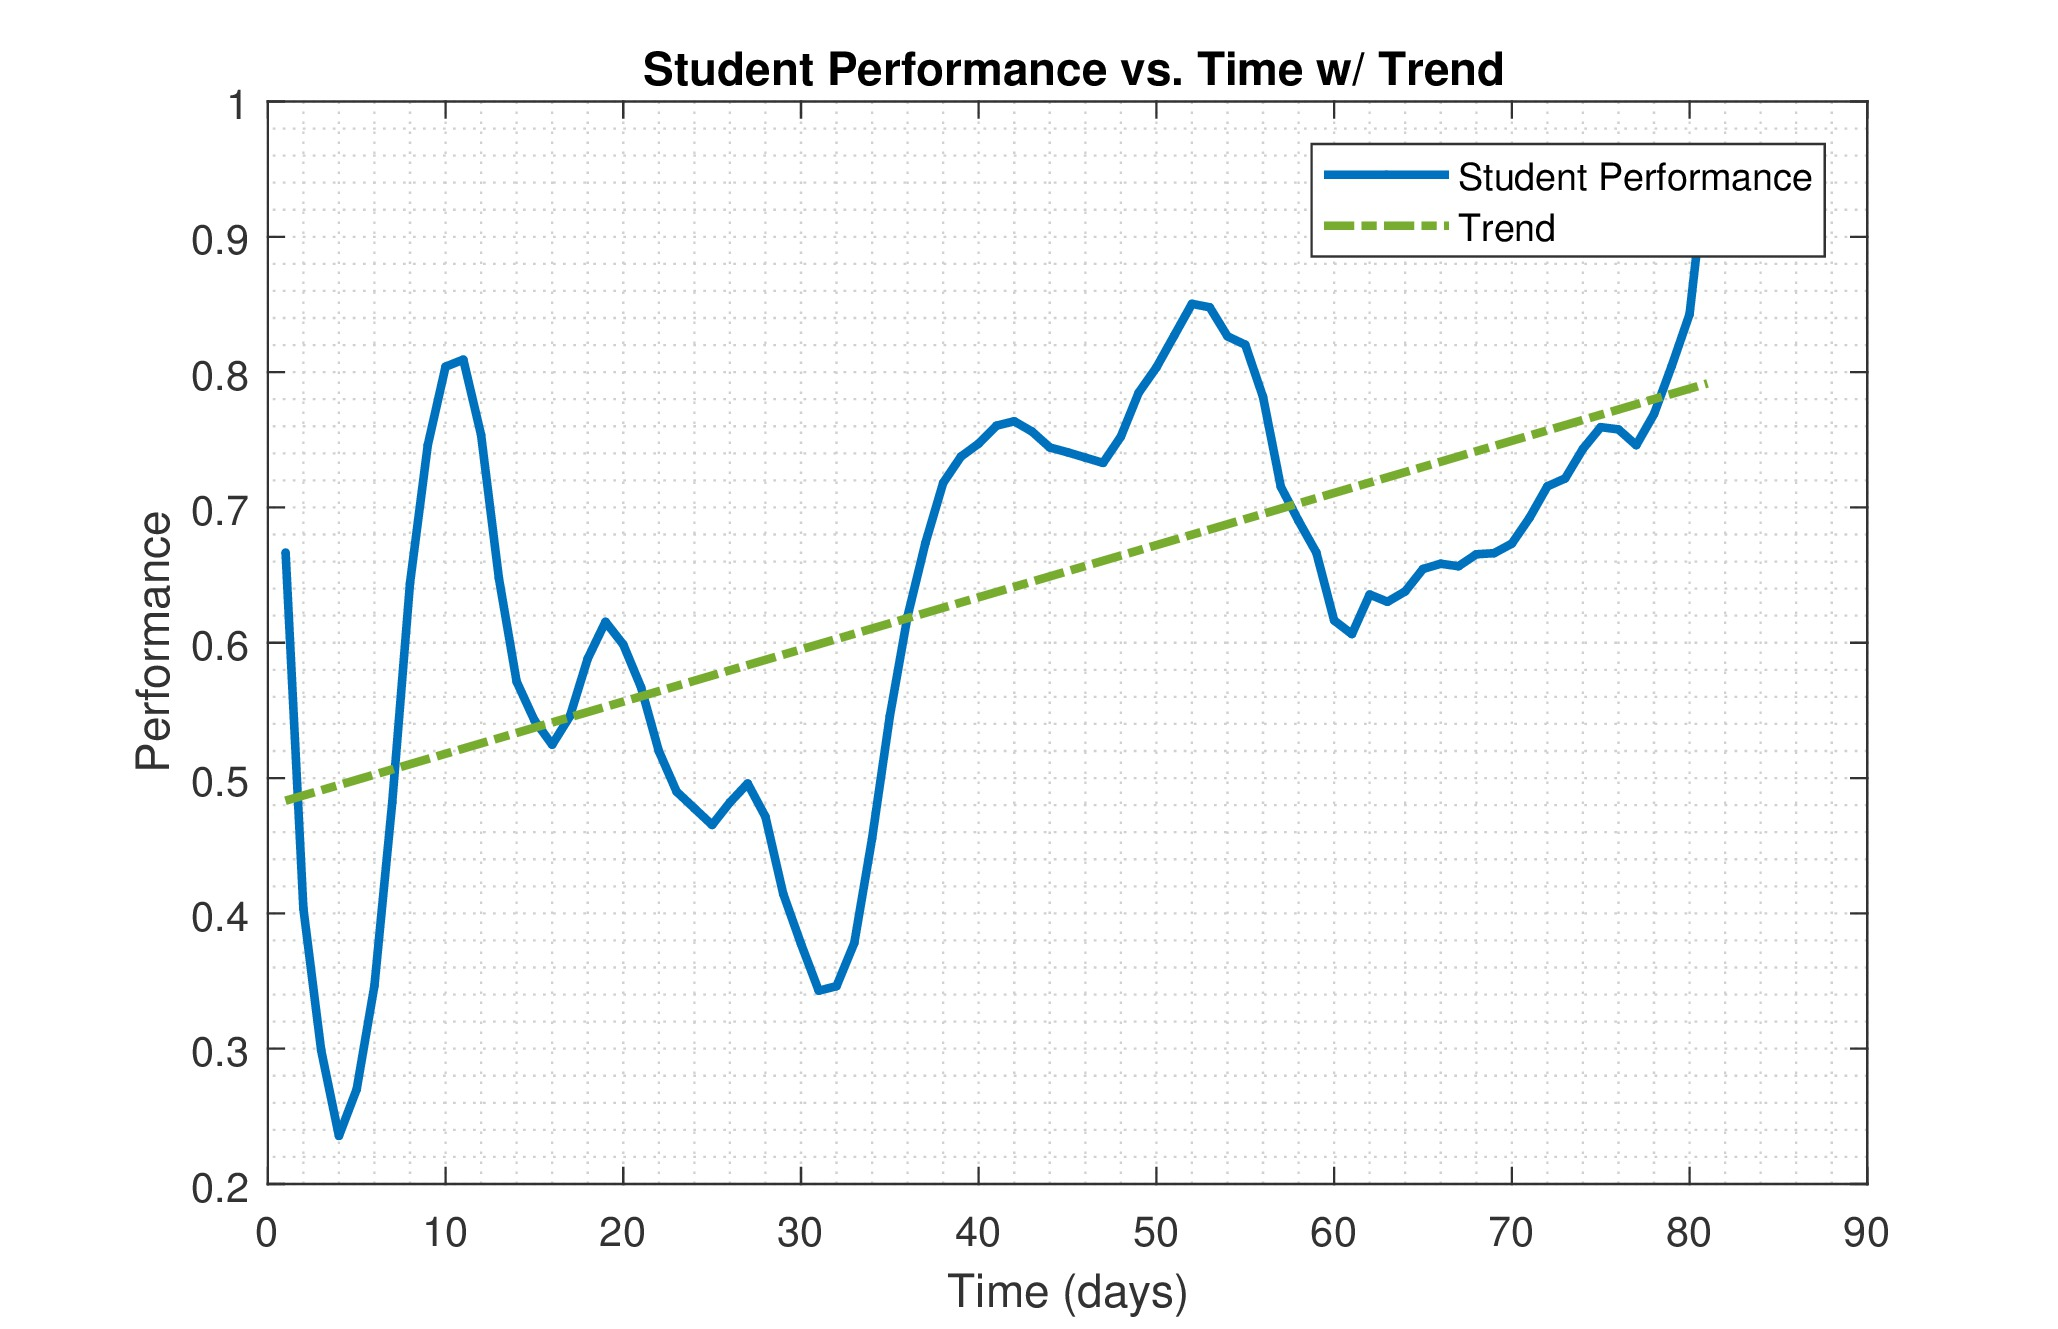 Student Performance vs. Time w/ Trend
1
0.9
0.8
0.7
0.6
0.5
0.4
0.3
0.2
Performance
Student Performance
Trend
0 10 20 30 40 50 60 70 80 90
Time (days)